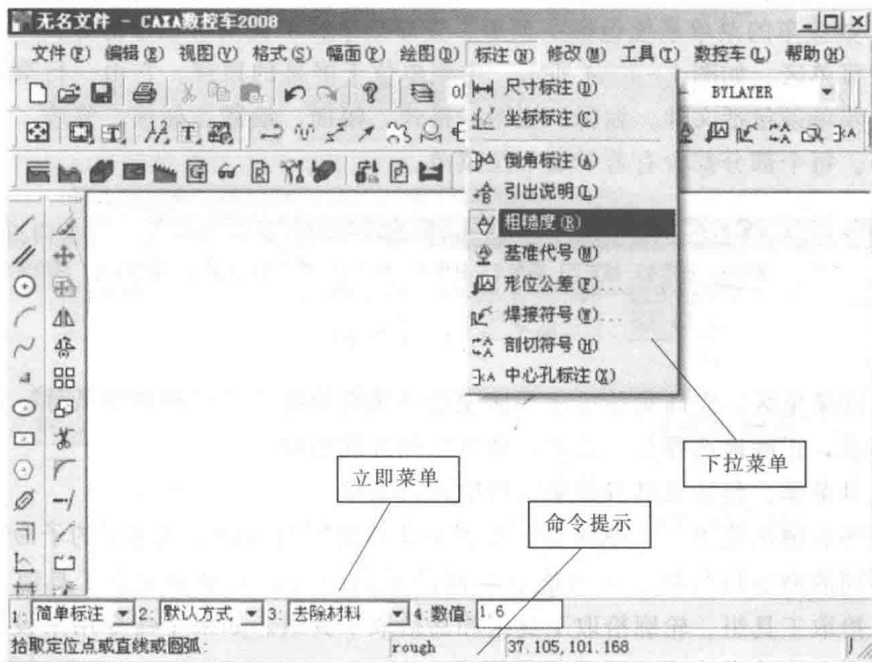 无名文件 - CAXA数控车2008
文件(F) 编辑(E) 视图(V) 格式(S) 幅面(P) 绘图(D) 标注(N) 修改(M) 工具(T) 数控车(L) 帮助(H)
BYLAYER
尺寸标注(D)
坐标标注(C)
倒角标注(A)
引出说明(L)
粗糙度(R)
基准代号(M)
形位公差(F)...
焊接符号(W)...
剖切符号(H)
中心孔标注(X)
立即菜单
下拉菜单
命令提示
1: 简单标注 2: 默认方式 3: 去除材料 4:数值: 1.6
拾取定位点或直线或圆弧: rough 37.105,101.168